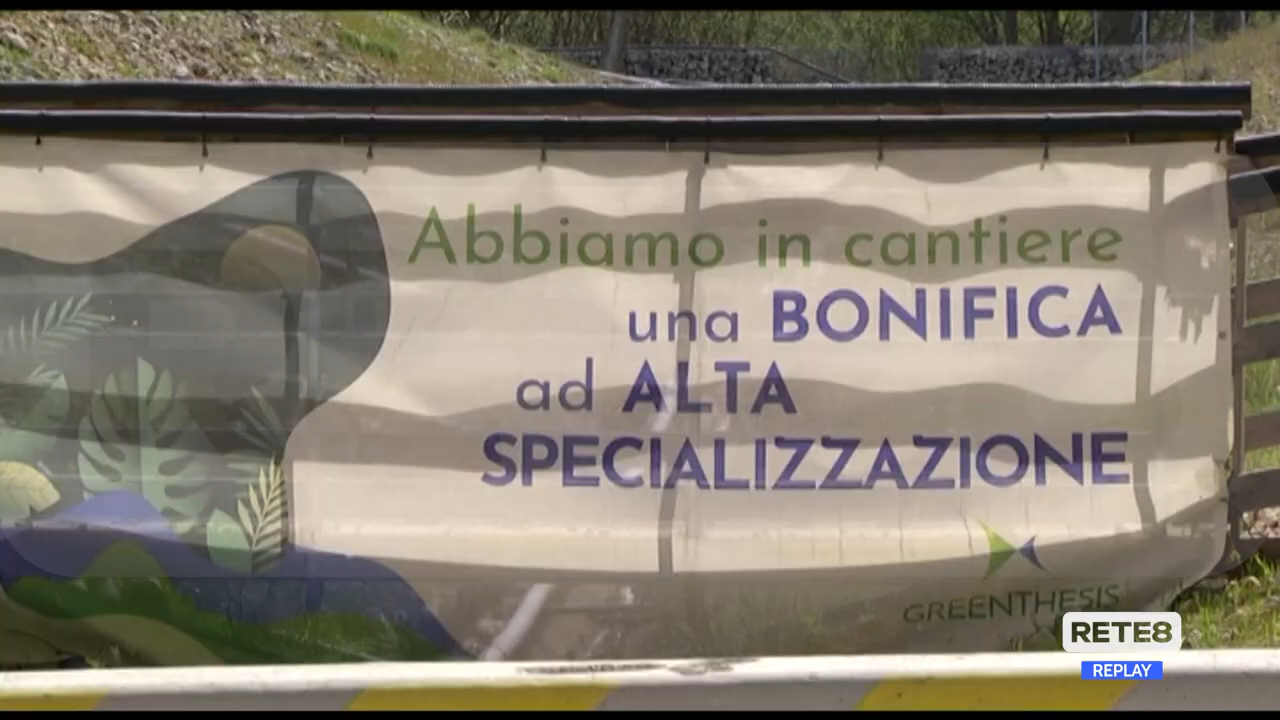 Abbiamo in cantiere
una BONIFICA
ad ALTA
SPECIALIZZAZIONE
GREENTHESIS
RETE8
REPLAY